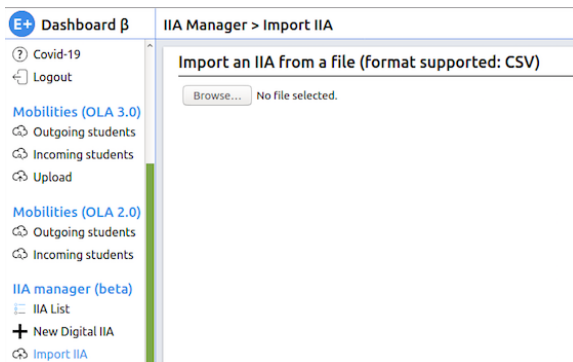 E+ Dashboard β
IIA Manager > Import IIA
? Covid-19
Logout
Mobilities (OLA 3.0)
Outgoing students
Incoming students
Upload
Mobilities (OLA 2.0)
Outgoing students
Incoming students
IIA manager (beta)
IIA List
New Digital IIA
Import IIA
Import an IIA from a file (format supported: CSV)
Browse... No file selected.